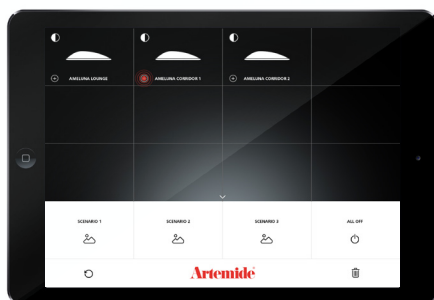 AMELUNA LOUNGE
AMELUNA CORRIDOR 1
AMELUNA CORRIDOR 2
SCENARIO 1
SCENARIO 2
SCENARIO 3
ALL OFF
Artemide